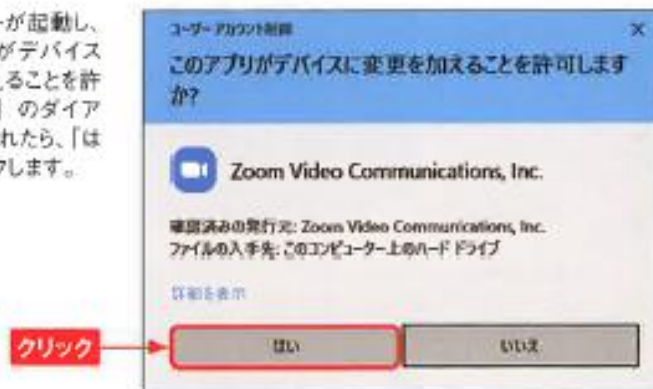 ーが起動し、
がデバイス
えることを許
」のダイア
れたら、「は
クします。
ユーザー アカウント制御
×
このアプリがデバイスに変更を加えることを許可します
か?
Zoom Video Communications, Inc.
確認済みの発行元: Zoom Video Communications, Inc.
ファイルの入手先: このコンピューター上のハード ドライブ
詳細を表示
クリック
はい
いいえ